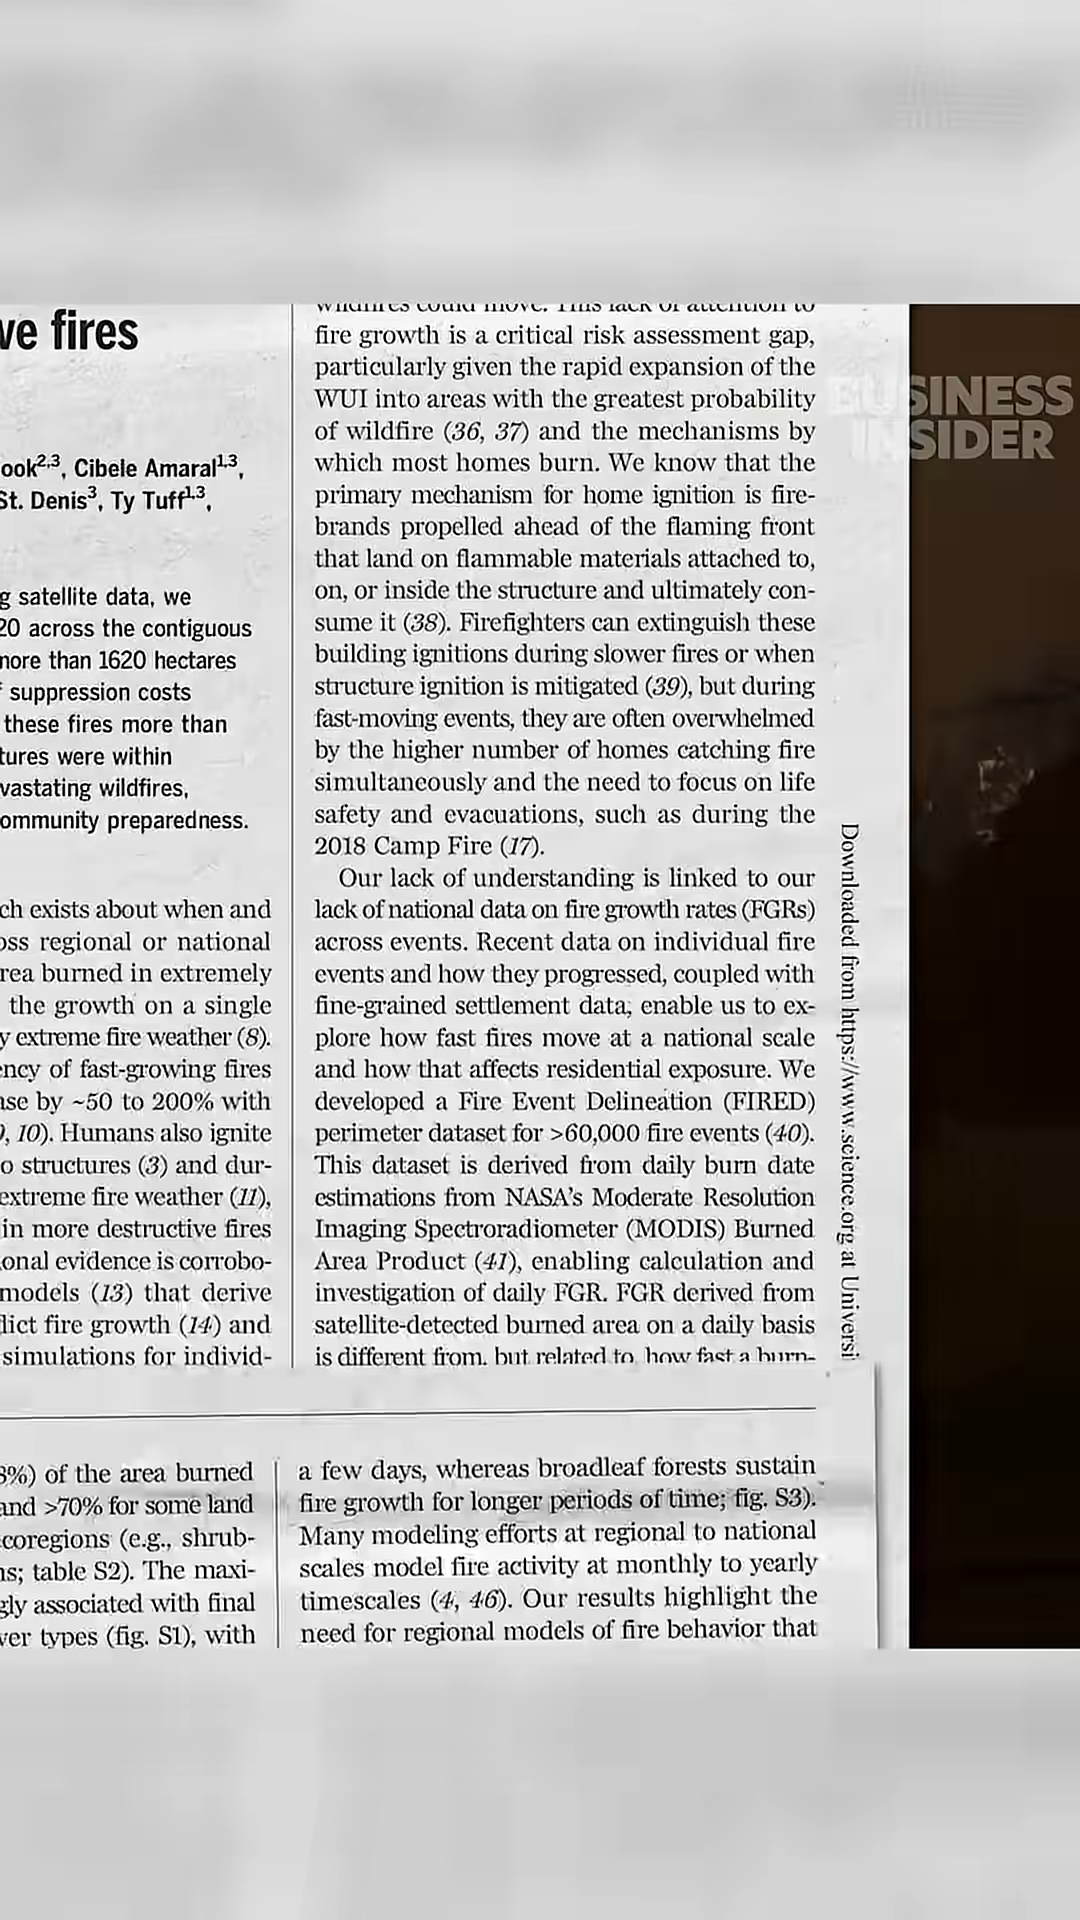 ve fires
ook2,3, Cibele Amaral1,3,
St. Denis3, Ty Tuff1,3,
g satellite data, we
20 across the contiguous
more than 1620 hectares
suppression costs
these fires more than
tures were within
vastating wildfires,
ommunity preparedness.
ch exists about when and
oss regional or national
rea burned in extremely
the growth on a single
y extreme fire weather (8).
ency of fast-growing fires
ase by ~50 to 200% with
9, 10). Humans also ignite
o structures (3) and dur-
extreme fire weather (11),
in more destructive fires
onal evidence is corrobo-
models (13) that derive
dict fire growth (14) and
simulations for individ-
wildfires could move. This lack of attention to
fire growth is a critical risk assessment gap,
particularly given the rapid expansion of the
WUI into areas with the greatest probability
of wildfire (36, 37) and the mechanisms by
which most homes burn. We know that the
primary mechanism for home ignition is fire-
brands propelled ahead of the flaming front
that land on flammable materials attached to,
on, or inside the structure and ultimately con-
sume it (38). Firefighters can extinguish these
building ignitions during slower fires or when
structure ignition is mitigated (39), but during
fast-moving events, they are often overwhelmed
by the higher number of homes catching fire
simultaneously and the need to focus on life
safety and evacuations, such as during the
2018 Camp Fire (17).
Our lack of understanding is linked to our
lack of national data on fire growth rates (FGRs)
across events. Recent data on individual fire
events and how they progressed, coupled with
fine-grained settlement data, enable us to ex-
plore how fast fires move at a national scale
and how that affects residential exposure. We
developed a Fire Event Delineation (FIRED)
perimeter dataset for >60,000 fire events (40).
This dataset is derived from daily burn date
estimations from NASA's Moderate Resolution
Imaging Spectroradiometer (MODIS) Burned
Area Product (41), enabling calculation and
investigation of daily FGR. FGR derived from
satellite-detected burned area on a daily basis
is different from, but related to, how fast a burn-
Downloaded from https://www.science.org at Universi
BUSINESS
INSIDER
8%) of the area burned
and >70% for some land
coregions (e.g., shrub-
ns; table S2). The maxi-
gly associated with final
ver types (fig. S1), with
a few days, whereas broadleaf forests sustain
fire growth for longer periods of time; fig. S3).
Many modeling efforts at regional to national
scales model fire activity at monthly to yearly
timescales (4, 46). Our results highlight the
need for regional models of fire behavior that